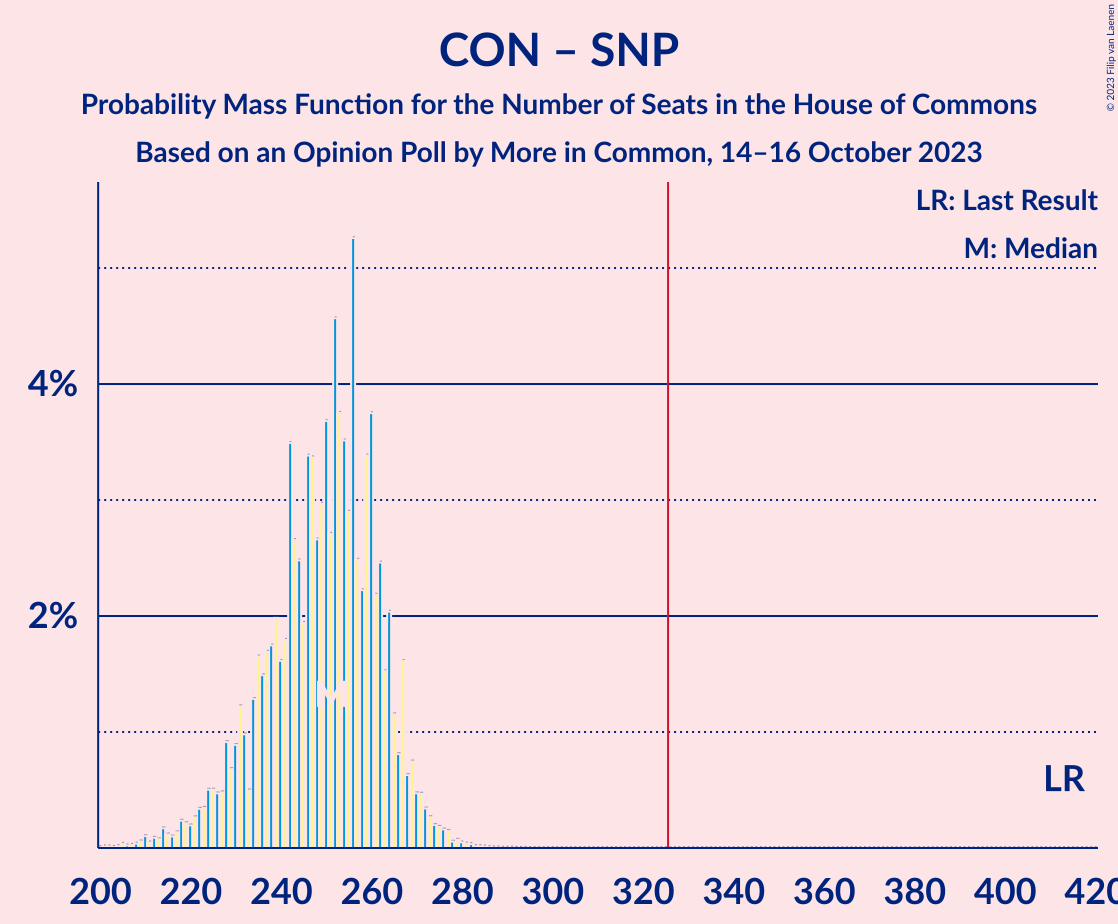 CON – SNP
Probability Mass Function for the Number of Seats in the House of Commons
Based on an Opinion Poll by More in Common, 14–16 October 2023
© 2023 Filip van Laenen
LR: Last Result
M: Median
4%
2%
M
LR
200 220 240 260 280 300 320 340 360 380 400 420